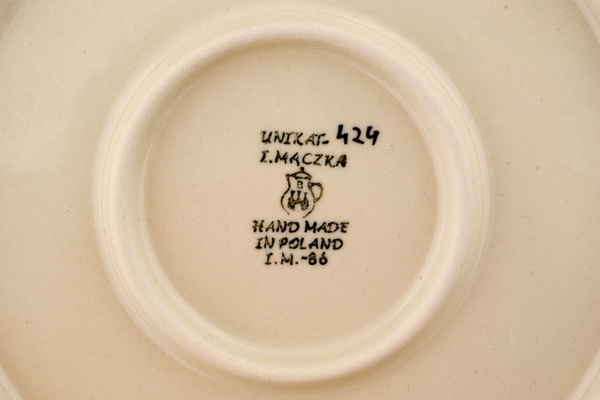 UNIKAT- 424
I. MĄCZKA
HAND MADE
IN POLAND
I.M.-86